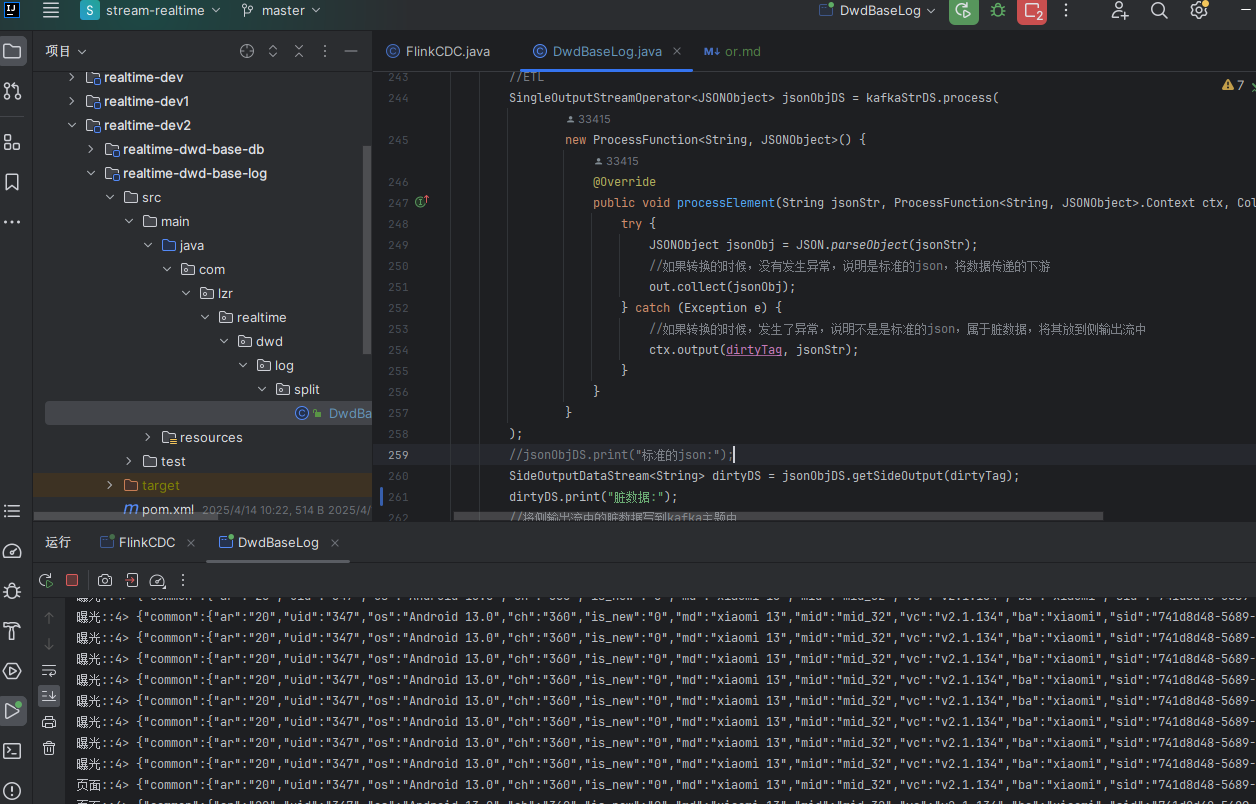 stream-realtime
master
DwdBaseLog
项目
FlinkCDC.java
DwdBaseLog.java
or.md
realtime-dev
realtime-dev1
realtime-dev2
realtime-dwd-base-db
realtime-dwd-base-log
src
main
java
com
lzr
realtime
dwd
log
split
DwdBa
resources
test
target
pom.xml 2025/4/14 10:22, 514 B 2025/4/
7
243 //ETL
244 SingleOutputStreamOperator<JSONObject> jsonObjDS = kafkaStrDS.process(
33415
245 new ProcessFunction<String, JSONObject>() {
33415
246 @Override
247 public void processElement(String jsonStr, ProcessFunction<String, JSONObject>.Context ctx, Col
248 try {
249 JSONObject jsonObj = JSON.parseObject(jsonStr);
250 //如果转换的时候，没有发生异常，说明是标准的json，将数据传递的下游
251 out.collect(jsonObj);
252 } catch (Exception e) {
253 //如果转换的时候，发生了异常，说明不是是标准的json，属于脏数据，将其放到侧输出流中
254 ctx.output(dirtyTag, jsonStr);
255 }
256 }
257 }
258 );
259 //jsonObjDS.print("标准的json:");
260 SideOutputDataStream<String> dirtyDS = jsonObjDS.getSideOutput(dirtyTag);
261 dirtyDS.print("脏数据:");
262 //将侧输出流中的脏数据写到kafka主题中
运行
FlinkCDC
DwdBaseLog
曝光::4> {"common":{"ar":"20","uid":"347","os":"Android 13.0","ch":"360","is_new":"0","md":"xiaomi 13","mid":"mid_32","vc":"v2.1.134","ba":"xiaomi","sid":"741d8d48-5689-
曝光::4> {"common":{"ar":"20","uid":"347","os":"Android 13.0","ch":"360","is_new":"0","md":"xiaomi 13","mid":"mid_32","vc":"v2.1.134","ba":"xiaomi","sid":"741d8d48-5689-
曝光::4> {"common":{"ar":"20","uid":"347","os":"Android 13.0","ch":"360","is_new":"0","md":"xiaomi 13","mid":"mid_32","vc":"v2.1.134","ba":"xiaomi","sid":"741d8d48-5689-
曝光::4> {"common":{"ar":"20","uid":"347","os":"Android 13.0","ch":"360","is_new":"0","md":"xiaomi 13","mid":"mid_32","vc":"v2.1.134","ba":"xiaomi","sid":"741d8d48-5689-
曝光::4> {"common":{"ar":"20","uid":"347","os":"Android 13.0","ch":"360","is_new":"0","md":"xiaomi 13","mid":"mid_32","vc":"v2.1.134","ba":"xiaomi","sid":"741d8d48-5689-
曝光::4> {"common":{"ar":"20","uid":"347","os":"Android 13.0","ch":"360","is_new":"0","md":"xiaomi 13","mid":"mid_32","vc":"v2.1.134","ba":"xiaomi","sid":"741d8d48-5689-
曝光::4> {"common":{"ar":"20","uid":"347","os":"Android 13.0","ch":"360","is_new":"0","md":"xiaomi 13","mid":"mid_32","vc":"v2.1.134","ba":"xiaomi","sid":"741d8d48-5689-
曝光::4> {"common":{"ar":"20","uid":"347","os":"Android 13.0","ch":"360","is_new":"0","md":"xiaomi 13","mid":"mid_32","vc":"v2.1.134","ba":"xiaomi","sid":"741d8d48-5689-
页面::4> {"common":{"ar":"20","uid":"347","os":"Android 13.0","ch":"360","is_new":"0","md":"xiaomi 13","mid":"mid_32","vc":"v2.1.134","ba":"xiaomi","sid":"741d8d48-5689-